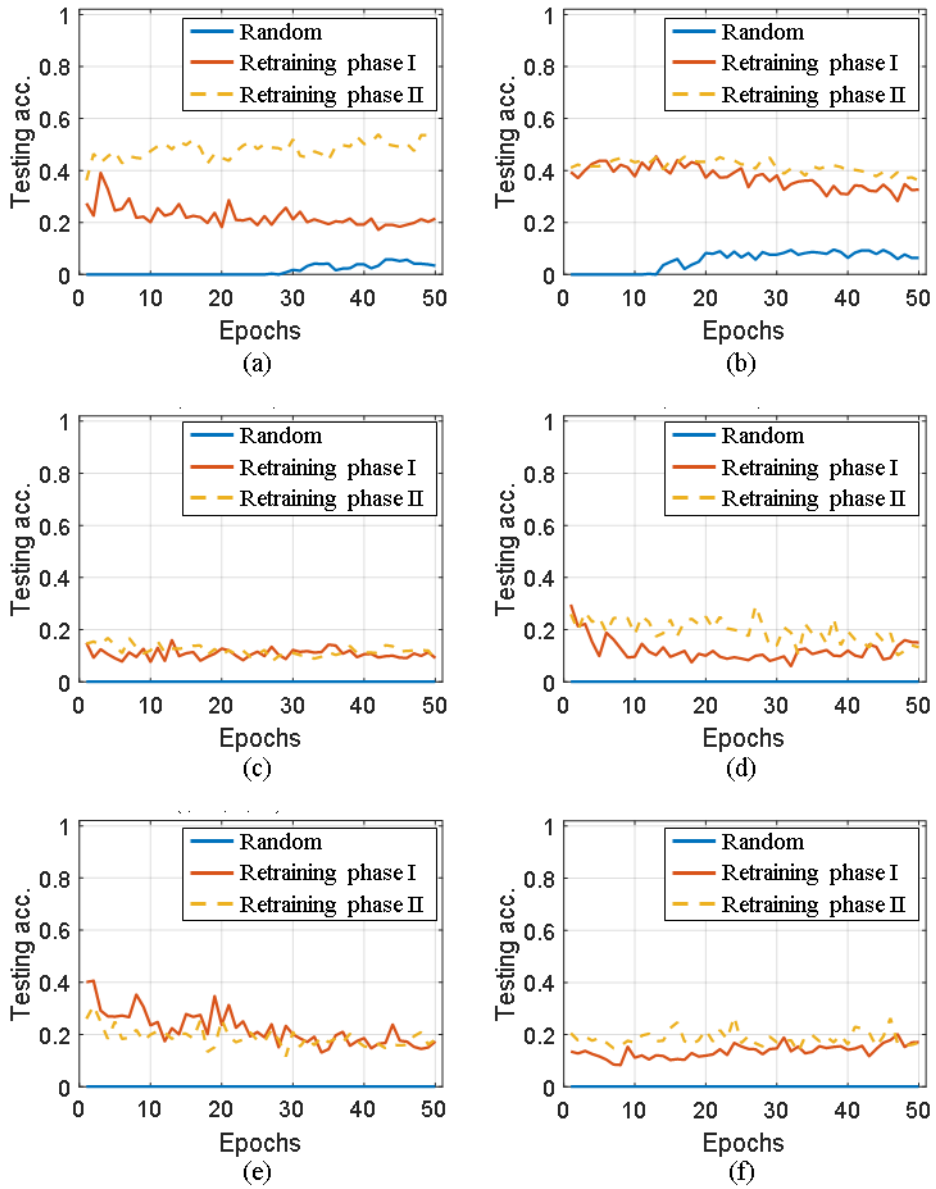 1
Random
Retraining phase I
Retraining phase II
0.8
0.6
0.4
0.2
0
Testing acc.
0 10 20 30 40 50
Epochs
(a)
1
Random
Retraining phase I
Retraining phase II
0.8
0.6
0.4
0.2
0
Testing acc.
0 10 20 30 40 50
Epochs
(b)
1
Random
Retraining phase I
Retraining phase II
0.8
0.6
0.4
0.2
0
Testing acc.
0 10 20 30 40 50
Epochs
(c)
1
Random
Retraining phase I
Retraining phase II
0.8
0.6
0.4
0.2
0
Testing acc.
0 10 20 30 40 50
Epochs
(d)
1
Random
Retraining phase I
Retraining phase II
0.8
0.6
0.4
0.2
0
Testing acc.
0 10 20 30 40 50
Epochs
(e)
1
Random
Retraining phase I
Retraining phase II
0.8
0.6
0.4
0.2
0
Testing acc.
0 10 20 30 40 50
Epochs
(f)